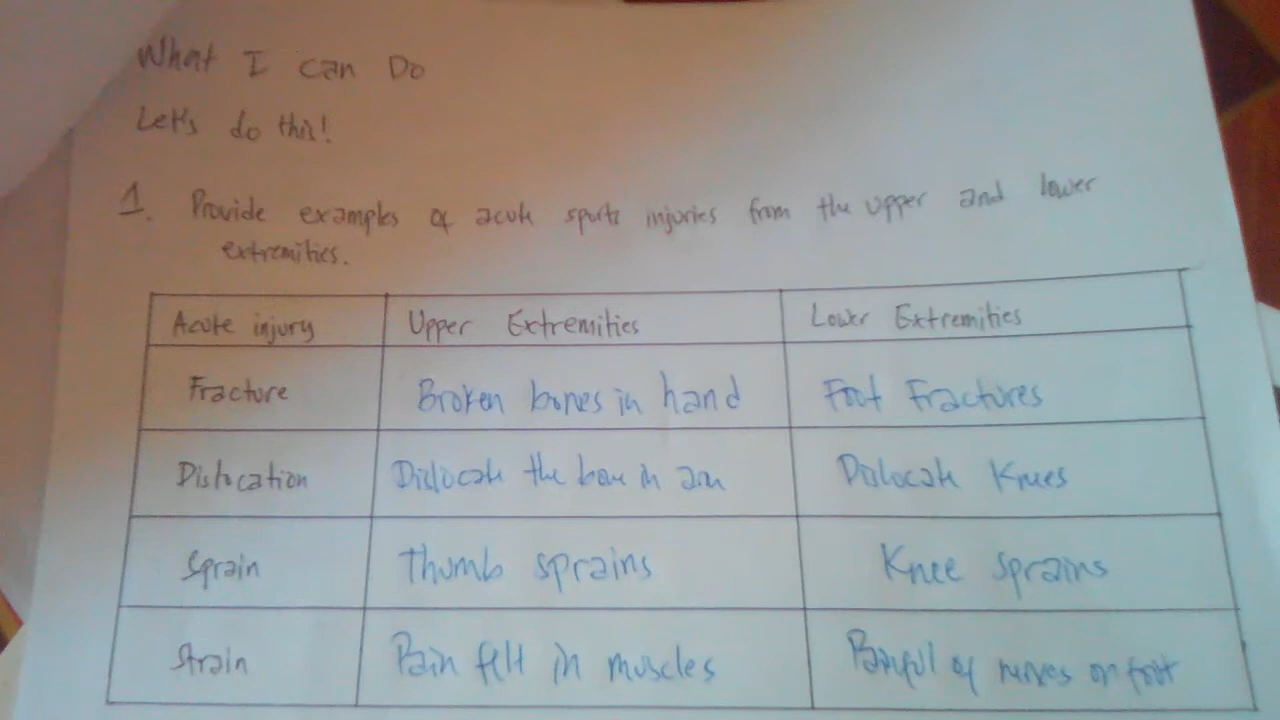 What I can Do
Let's do this!
1. Provide examples of acute sports injuries from the upper and lower
extremities.
Acute injury Upper Extremities Lower Extremities
Fracture Broken bones in hand Foot Fractures
Dislocation Dislocate the bone in arm Dislocate Knees
Sprain Thumb sprains Knee sprains
Strain Pain felt in muscles Painful of nerves on foot